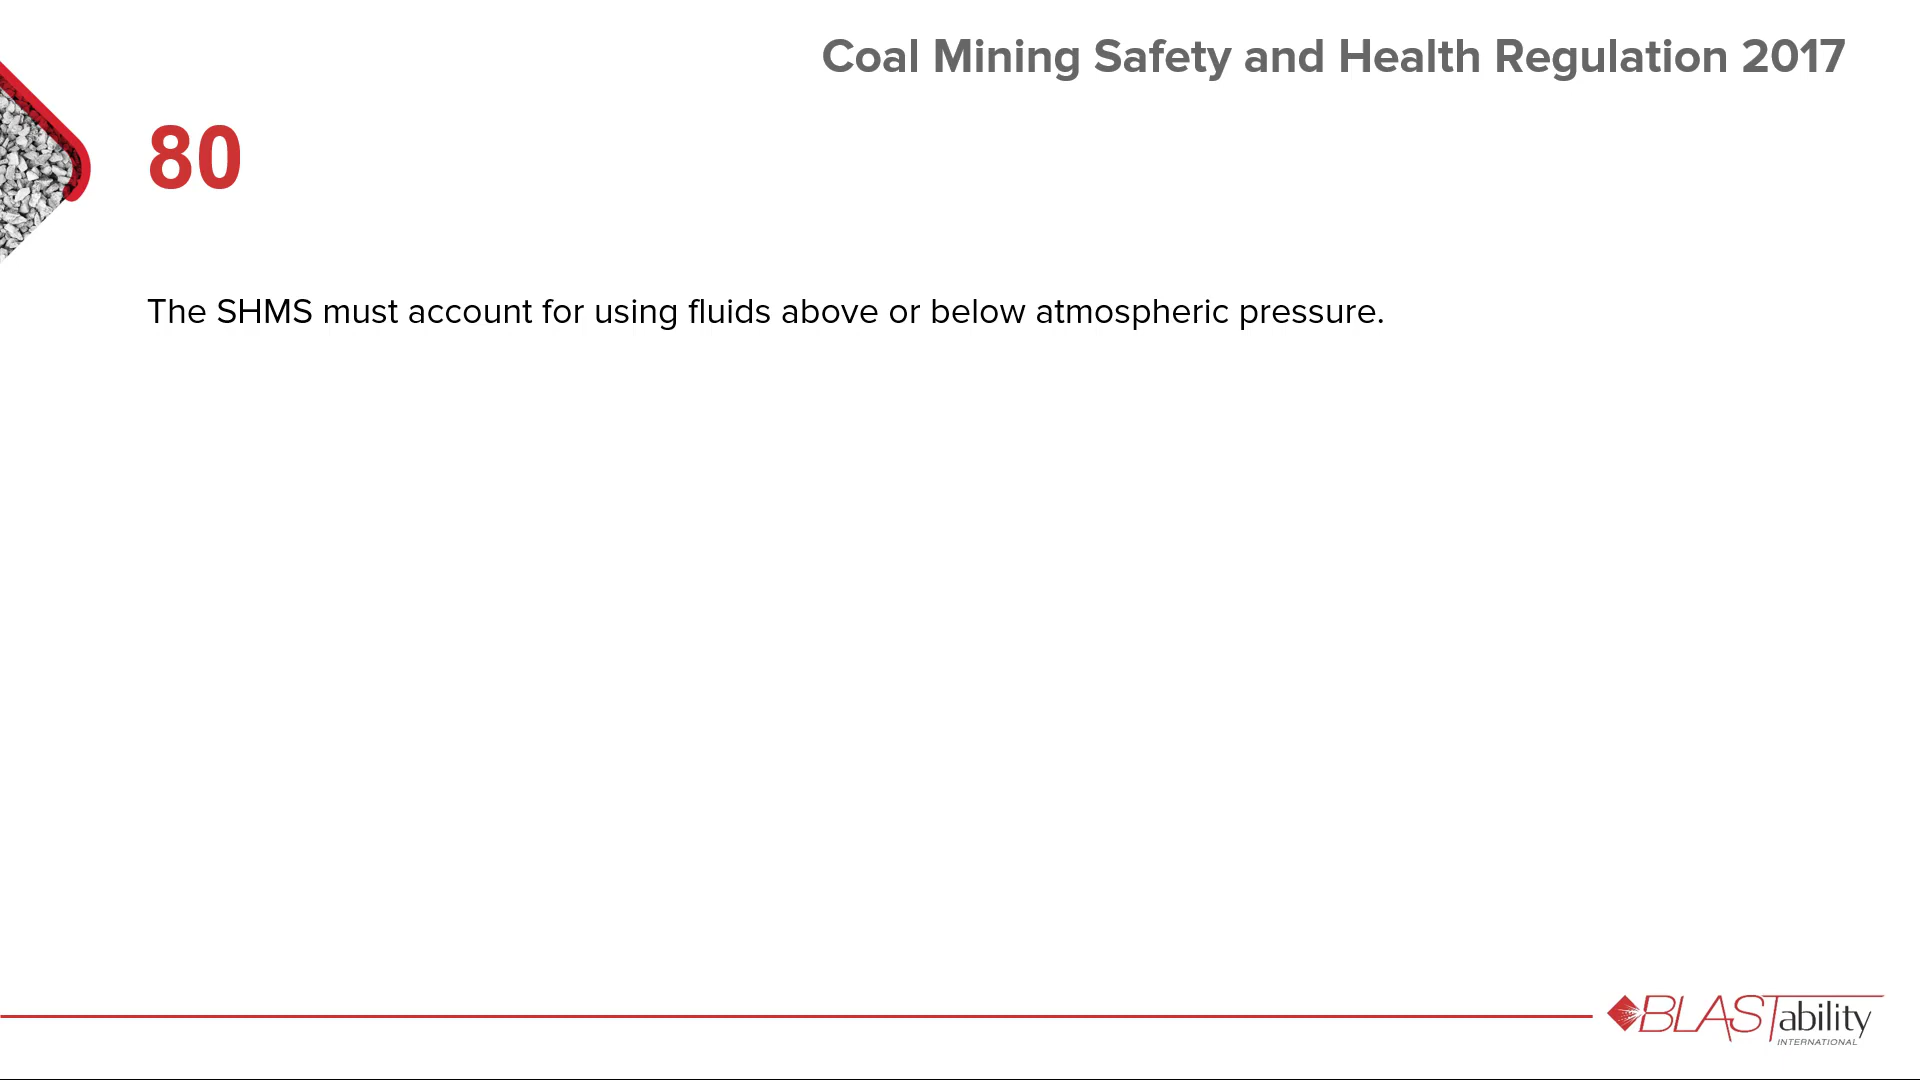 Coal Mining Safety and Health Regulation 2017
80
The SHMS must account for using fluids above or below atmospheric pressure.
BLASTability
INTERNATIONAL